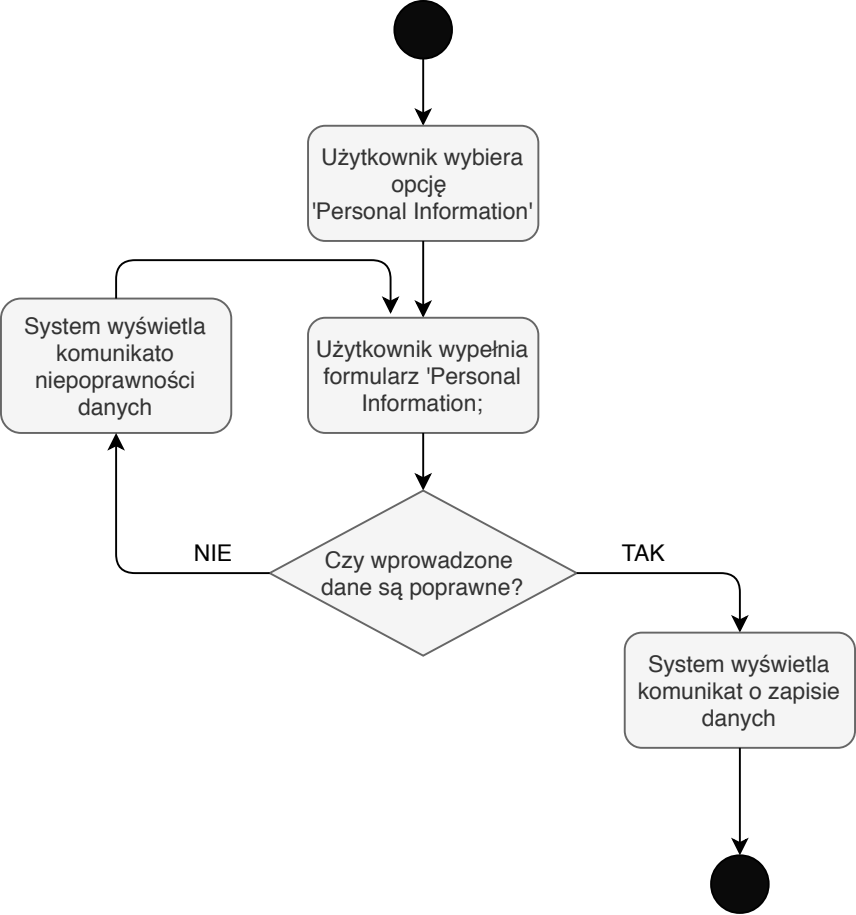 Użytkownik wybiera
opcję
'Personal Information'
System wyświetla
komunikato
niepoprawności
danych
Użytkownik wypełnia
formularz 'Personal
Information;
Czy wprowadzone
dane są poprawne?
NIE
TAK
System wyświetla
komunikat o zapisie
danych